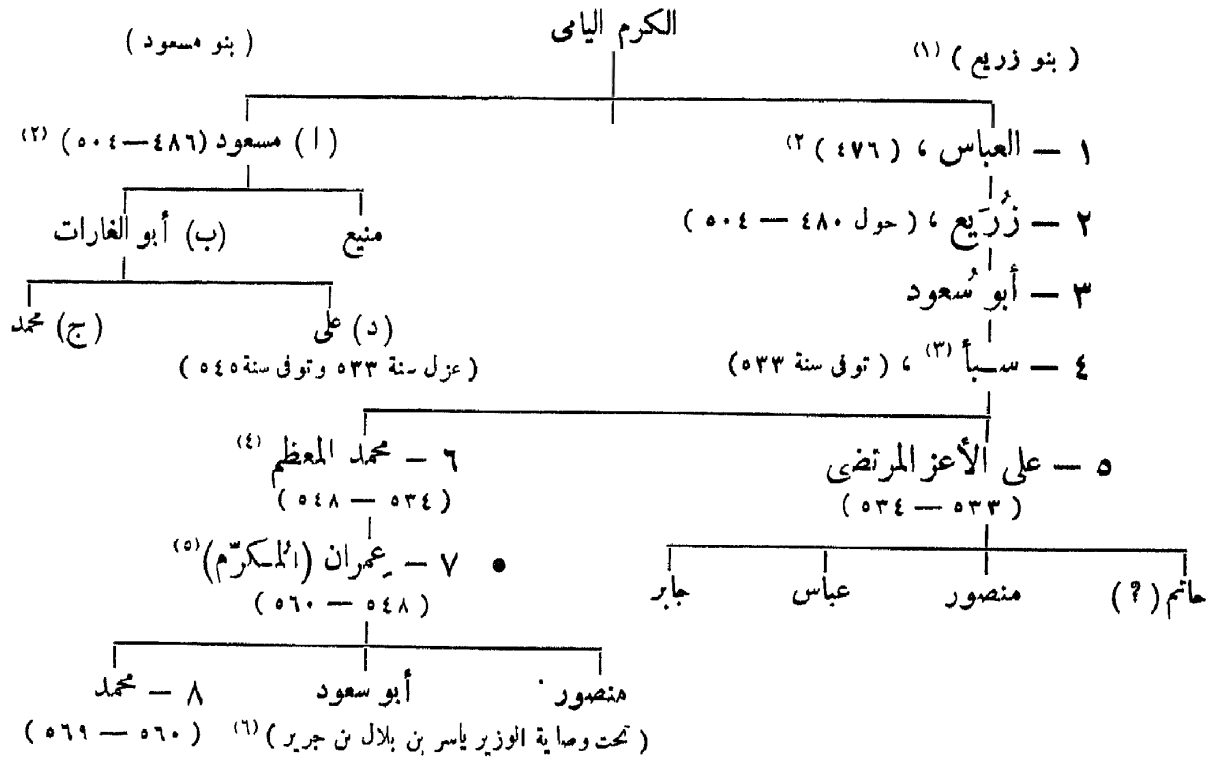 الكرم اليامى
( بنو زريع ) (١)
( بنو مسعود )
١ — العباس ، ( ٤٧٦ ) (٢
( ا ) مسعود (٤٨٦—٥٠٤) (٢)
٢ — زُرَيع ، ( حول ٤٨٠ — ٥٠٤ )
منيع
(ب) أبو الغارات
٣ — أبو سُعود
(د) على
(ج) محمد
٤ — سبأ (٣) ، ( توفى سنة ٥٣٣)
(عزل سنة ٥٣٣ وتوفى سنة ٥٤٥ )
٥ — على الأعز المرتضى
٦ — محمد المعظم (٤)
( ٥٣٣ — ٥٣٤ )
( ٥٣٤ — ٥٤٨ )
• ٧ — عِمران (المُكرّم) (٥)
( ٥٤٨ — ٥٦٠ )
حاتم (؟)
منصور
عباس
جابر
منصور
أبو سعود
٨ — محمد
( تحت وصاية الوزير ياسر بن بلال بن جرير ) (٦)
( ٥٦٠ — ٥٦٩ )